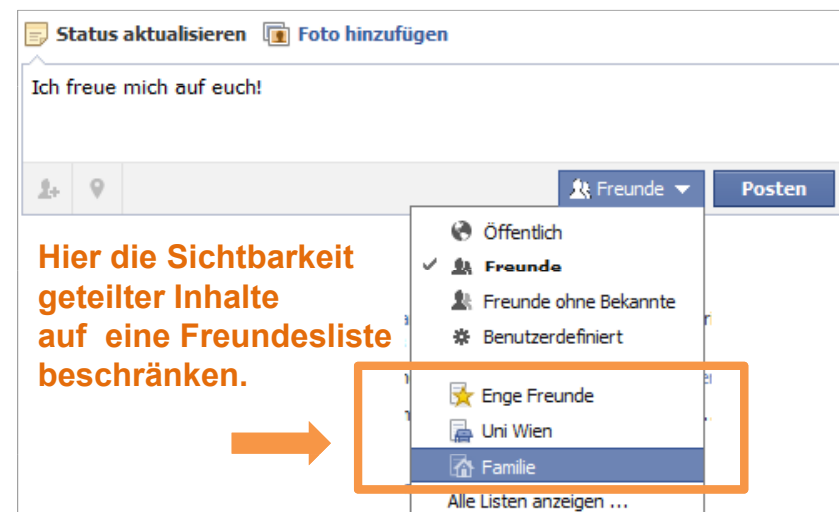 Status aktualisieren Foto hinzufügen
Ich freue mich auf euch!
Freunde Posten
Öffentlich
Freunde
Freunde ohne Bekannte
Benutzerdefiniert
Enge Freunde
Uni Wien
Familie
Alle Listen anzeigen ...
Hier die Sichtbarkeit
geteilter Inhalte
auf eine Freundesliste
beschränken.